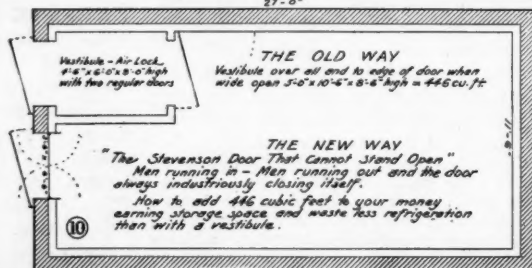 27'-0"
Vestibule - Air Lock
4'-6" x 6'-0" x 8'-0" high
with two regular doors
THE OLD WAY
Vestibule over all and to edge of door when
wide open 5'-0" x 10'-6" x 8'-6" high = 446 cu. ft.
11'-9"
THE NEW WAY
"The Stevenson Door That Cannot Stand Open"
Men running in - Men running out and the door
always industriously closing itself.
How to add 446 cubic feet to your money
earning storage space and waste less refrigeration
than with a vestibule.
10